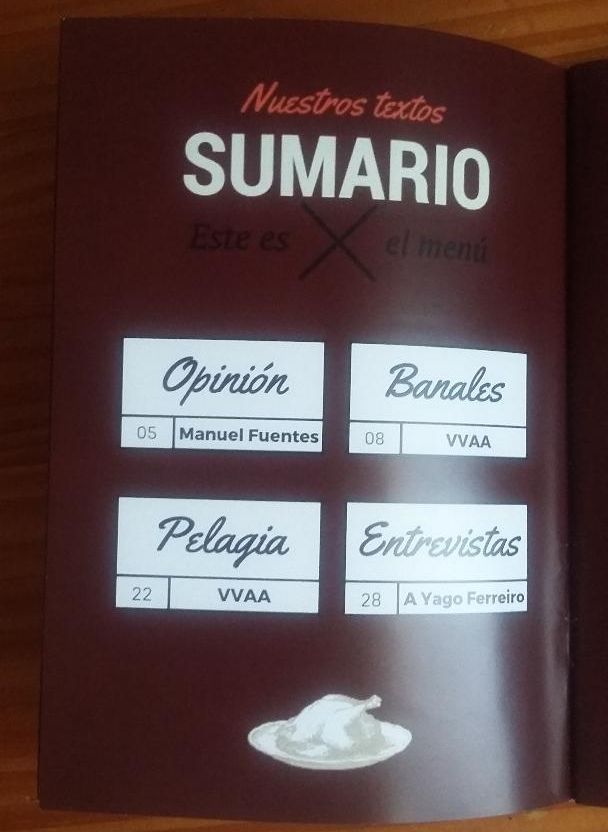 Nuestros textos
SUMARIO
Este es el menú
Opinión
05 Manuel Fuentes
Banales
08 VVAA
Pelagia
22 VVAA
Entrevistas
28 A Yago Ferreiro